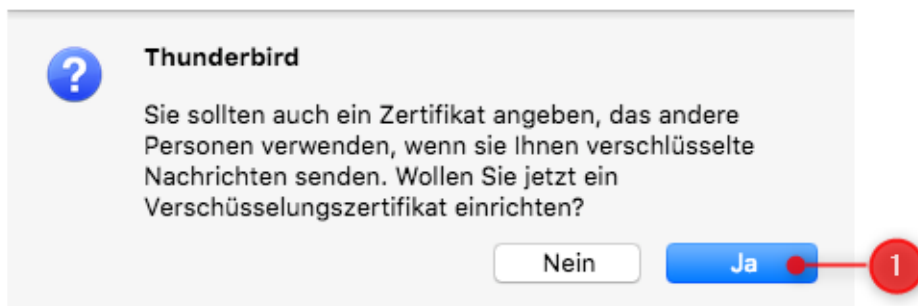 Thunderbird
Sie sollten auch ein Zertifikat angeben, das andere
Personen verwenden, wenn sie Ihnen verschlüsselte
Nachrichten senden. Wollen Sie jetzt ein
Verschüsselungszertifikat einrichten?
Nein Ja 1